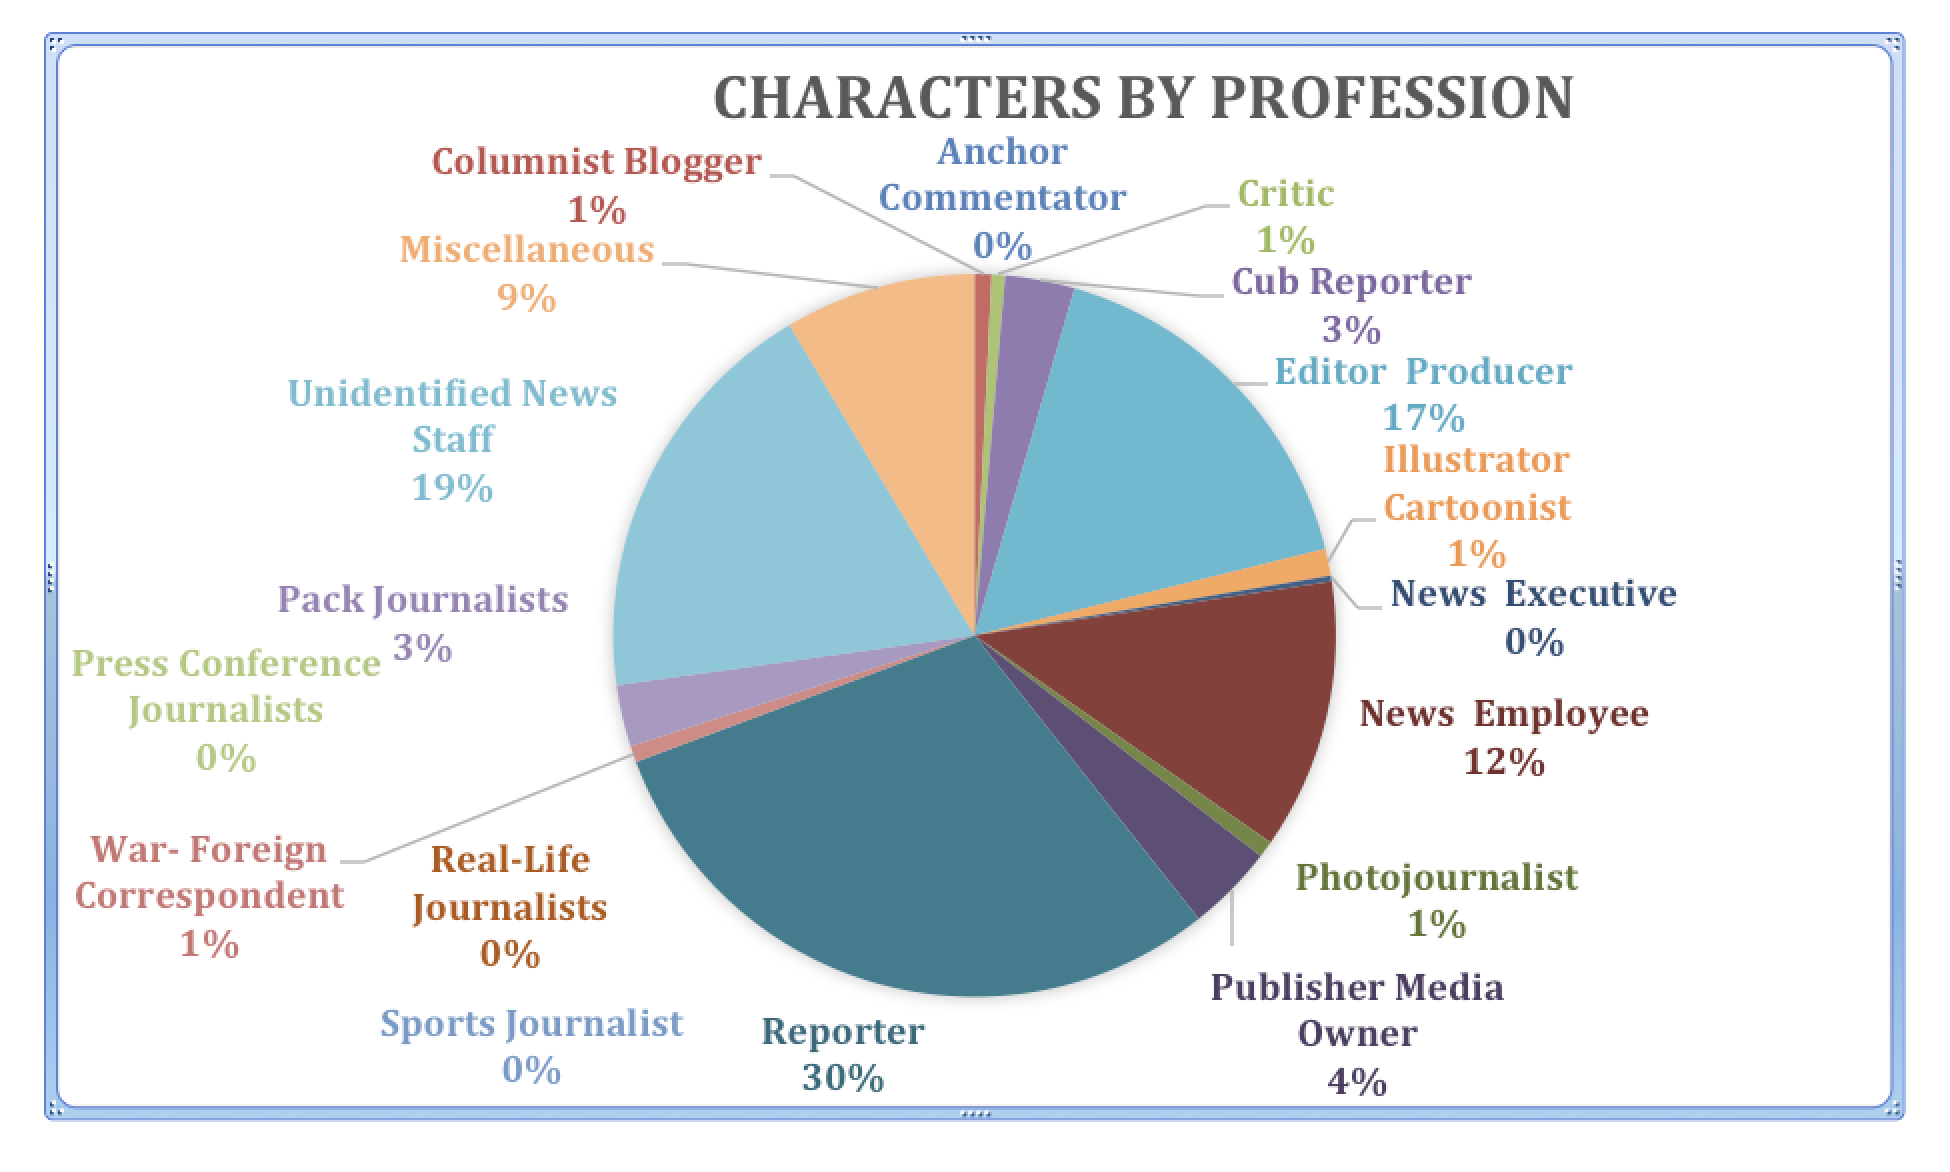 CHARACTERS BY PROFESSION
Anchor
Commentator
0%
Columnist Blogger
1%
Critic
1%
Miscellaneous
9%
Cub Reporter
3%
Editor  Producer
17%
Unidentified News
Staff
19%
Illustrator
Cartoonist
1%
News  Executive
0%
Pack Journalists
3%
Press Conference
Journalists
0%
News  Employee
12%
War- Foreign
Correspondent
1%
Real-Life
Journalists
0%
Photojournalist
1%
Publisher Media
Owner
4%
Sports Journalist
0%
Reporter
30%